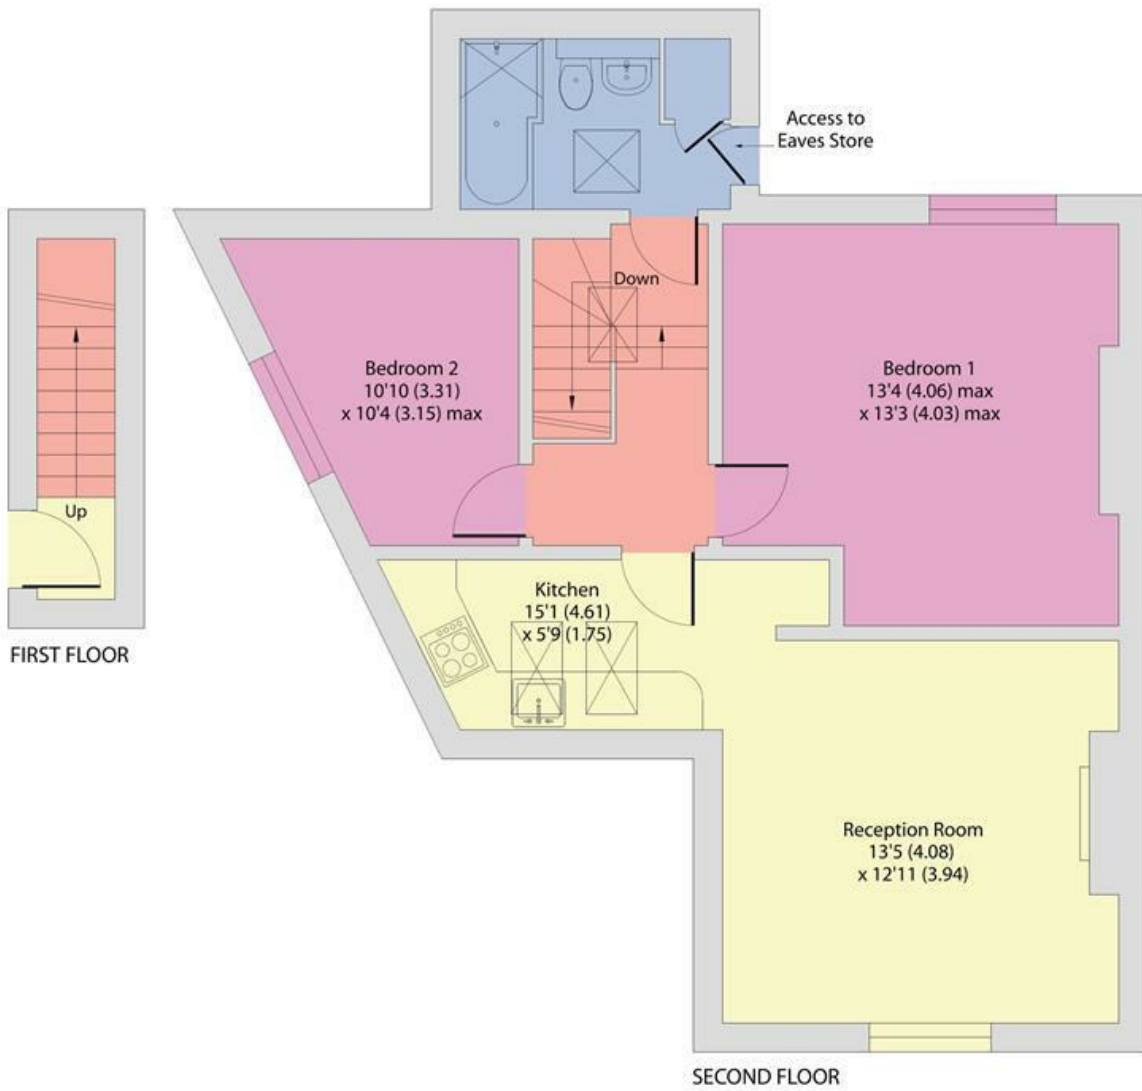 Access to
Eaves Store
Down
Bedroom 2
10'10 (3.31)
x 10'4 (3.15) max
Bedroom 1
13'4 (4.06) max
x 13'3 (4.03) max
Up
Kitchen
15'1 (4.61)
x 5'9 (1.75)
FIRST FLOOR
Reception Room
13'5 (4.08)
x 12'11 (3.94)
SECOND FLOOR